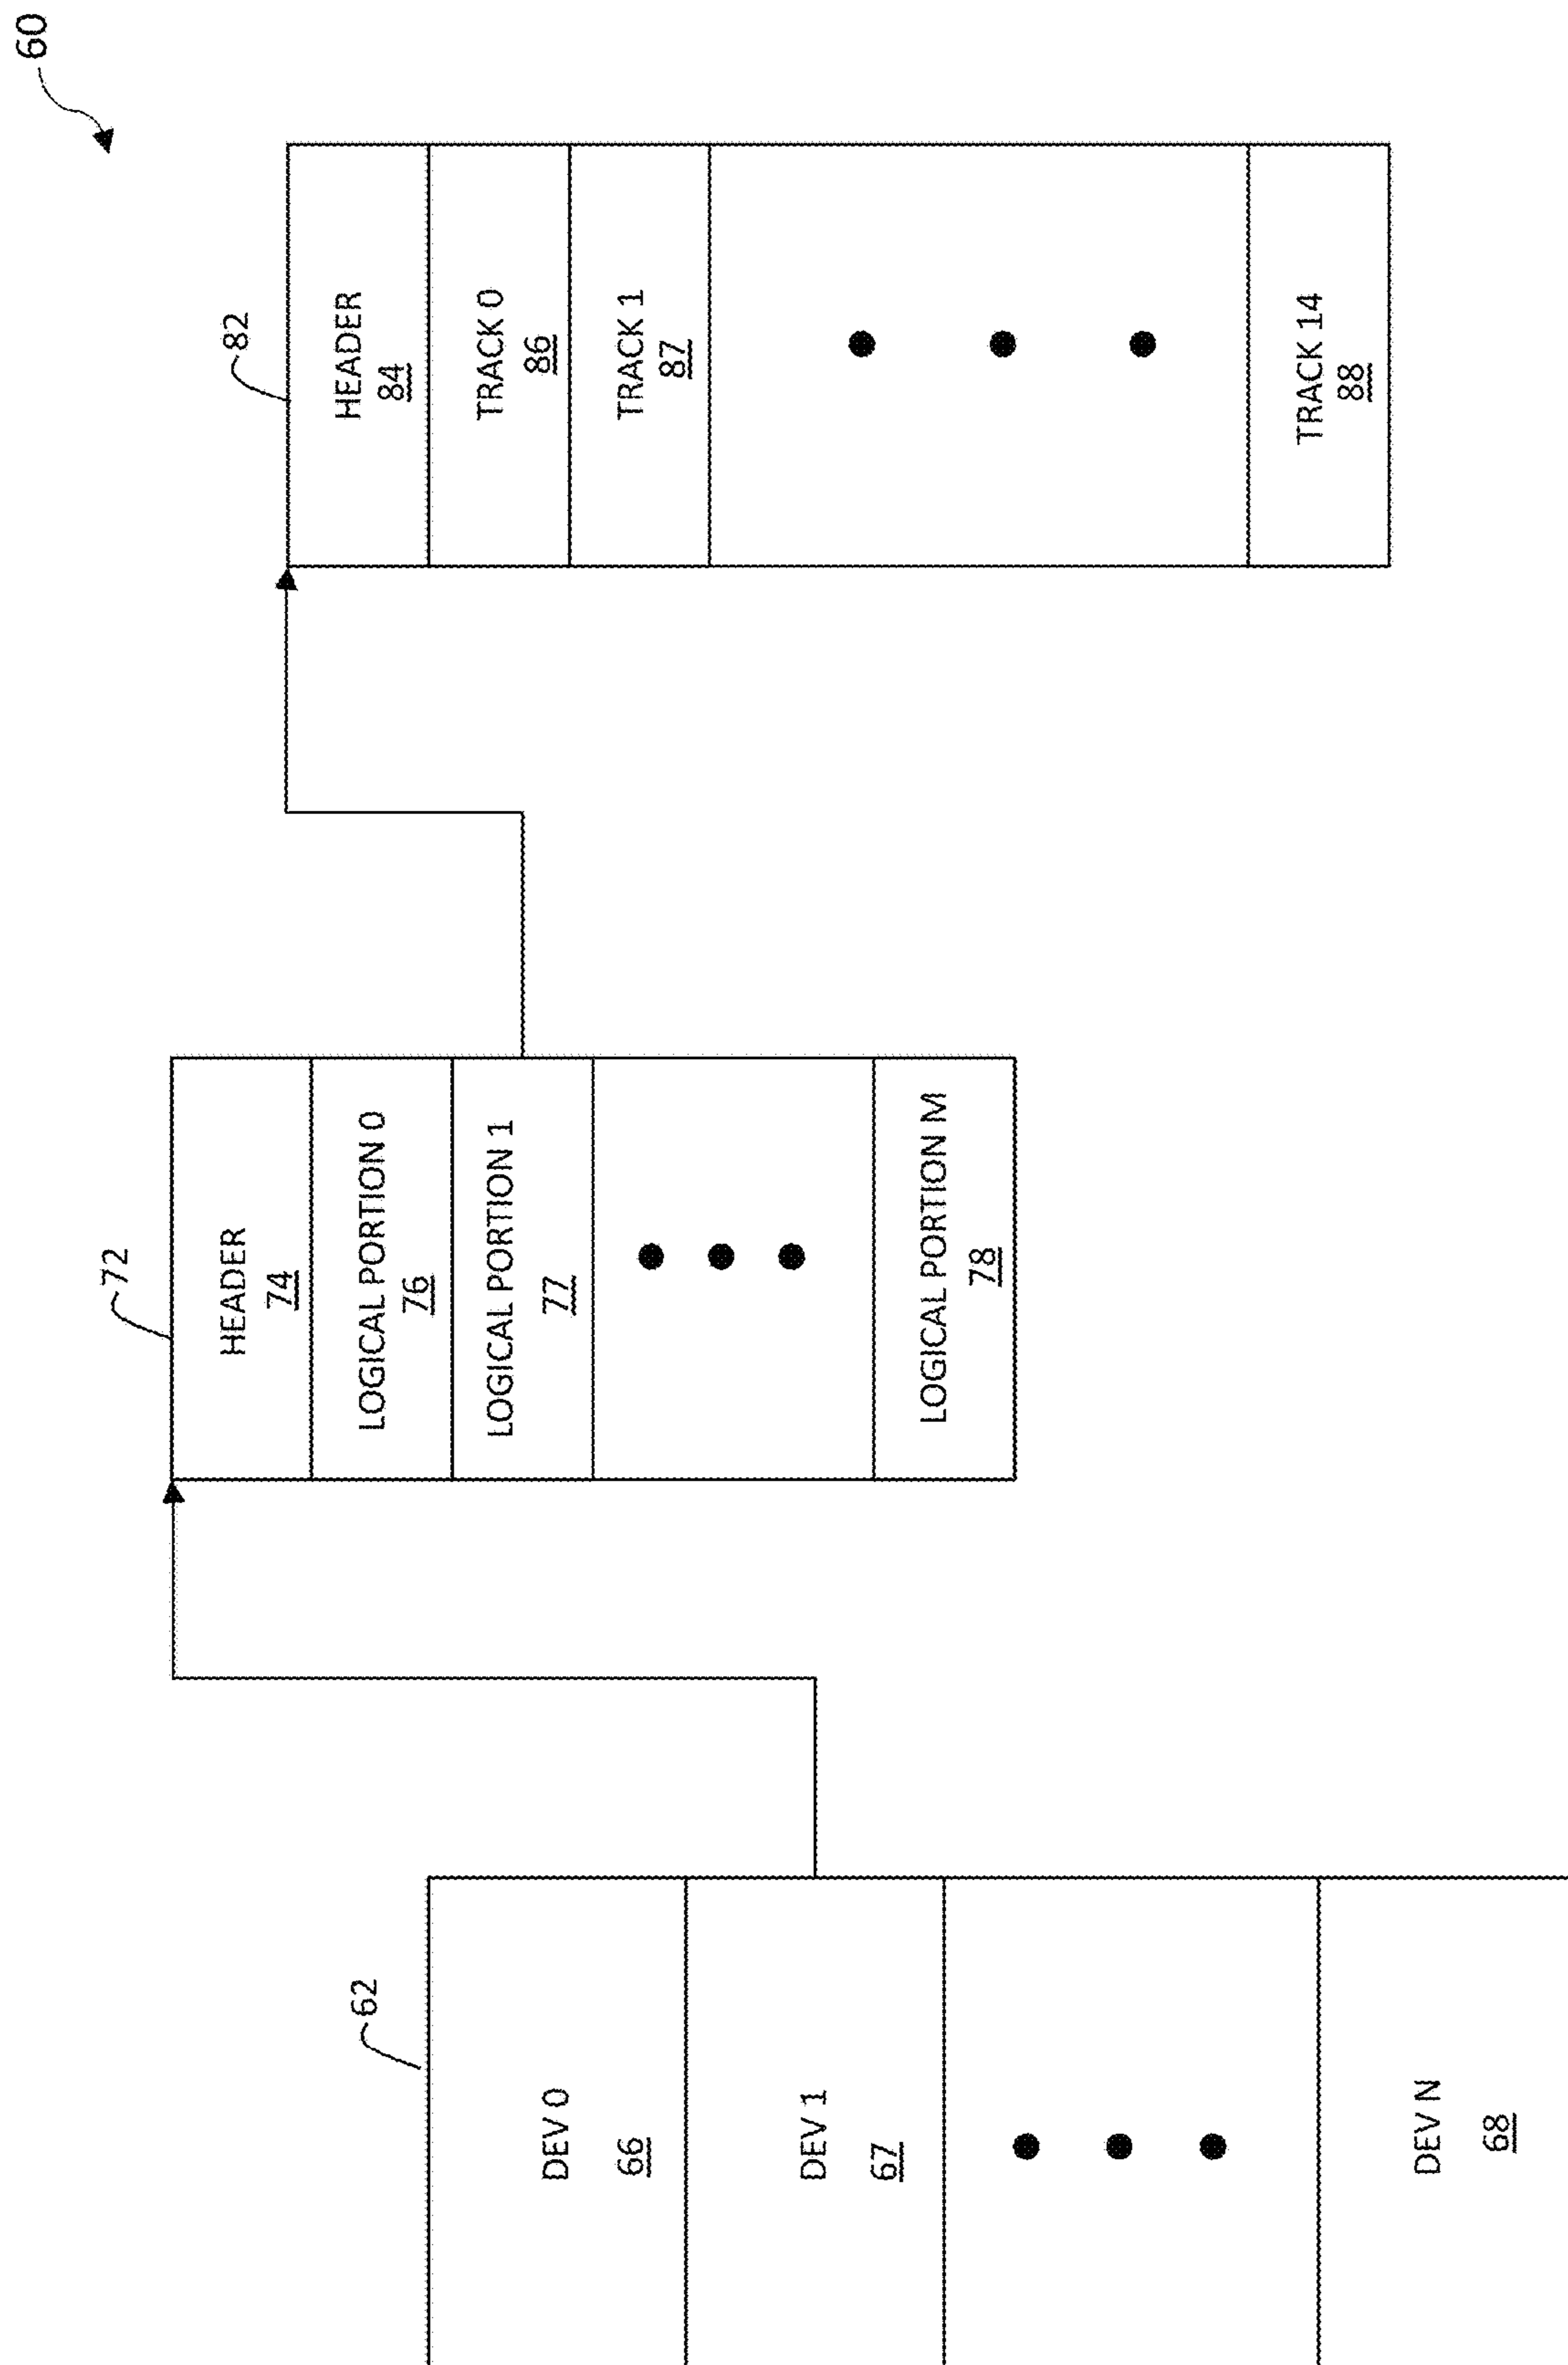 60
62
DEV 0
66
DEV 1
67
DEV N
68
72
HEADER
74
LOGICAL PORTION 0
76
LOGICAL PORTION 1
77
LOGICAL PORTION M
78
82
HEADER
84
TRACK 0
86
TRACK 1
87
TRACK 14
88